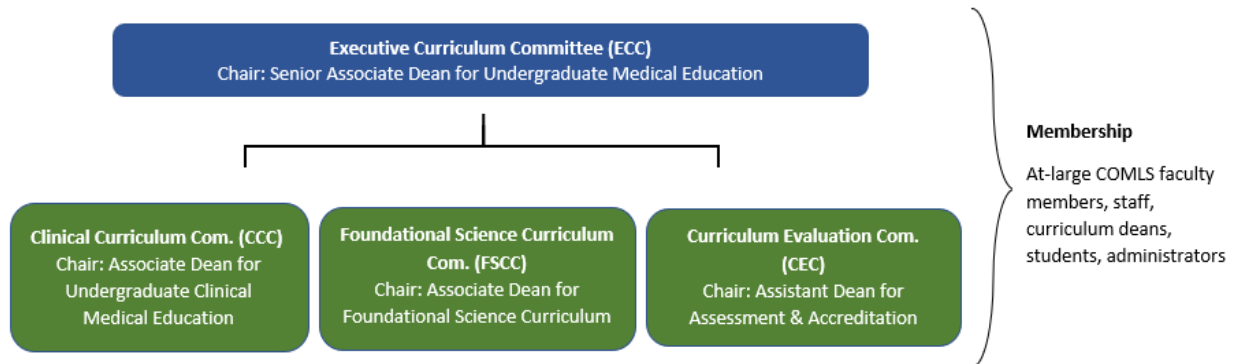 Executive Curriculum Committee (ECC)
Chair: Senior Associate Dean for Undergraduate Medical Education
Clinical Curriculum Com. (CCC)
Chair: Associate Dean for
Undergraduate Clinical
Medical Education
Foundational Science Curriculum
Com. (FSCC)
Chair: Associate Dean for
Foundational Science Curriculum
Curriculum Evaluation Com.
(CEC)
Chair: Assistant Dean for
Assessment & Accreditation
Membership
At-large COMLS faculty
members, staff,
curriculum deans,
students, administrators